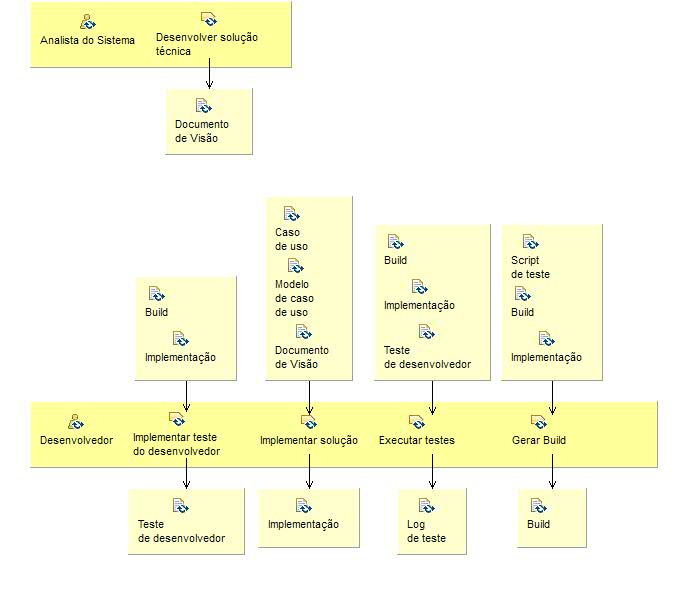 Analista do Sistema
Desenvolver solução
técnica
Documento
de Visão
Build
Implementação
Caso
de uso
Modelo
de caso
de uso
Documento
de Visão
Build
Implementação
Teste
de desenvolvedor
Script
de teste
Build
Implementação
Desenvolvedor
Implementar teste
do desenvolvedor
Implementar solução
Executar testes
Gerar Build
Teste
de desenvolvedor
Implementação
Log
de teste
Build